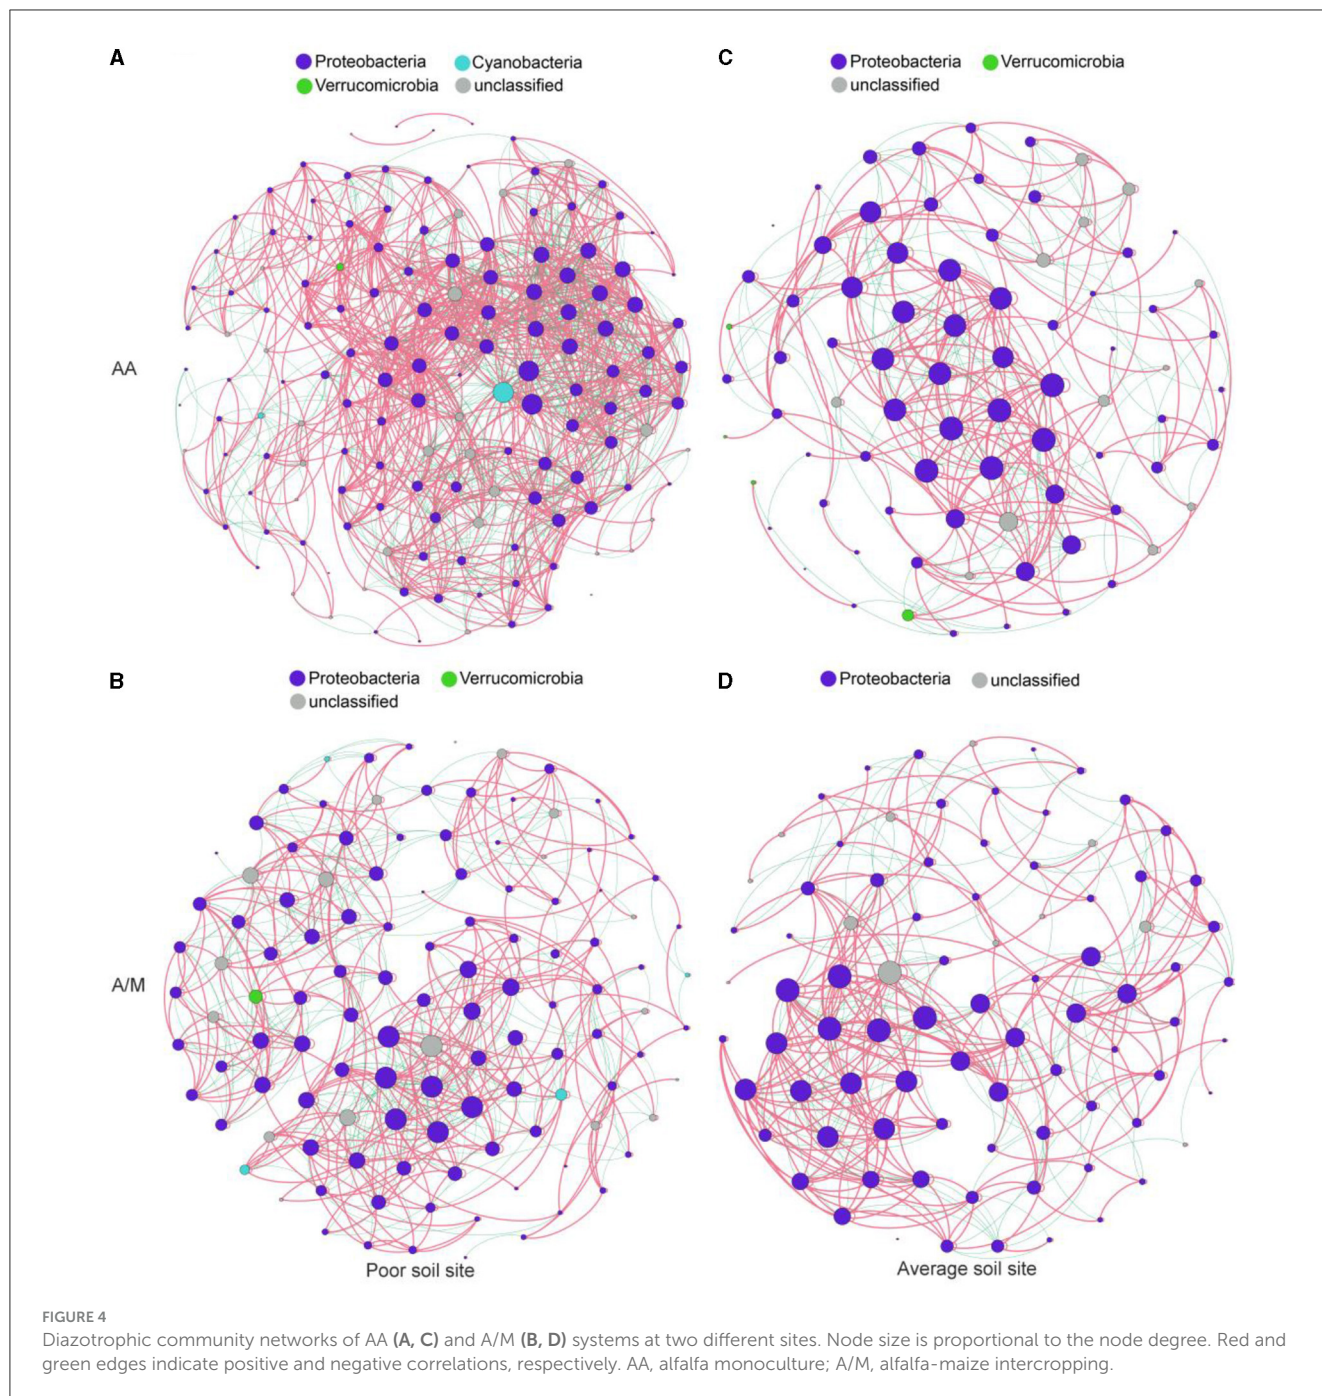 A
Proteobacteria
Cyanobacteria
Verrucomicrobia
unclassified
C
Proteobacteria
Verrucomicrobia
unclassified
AA
B
Proteobacteria
Verrucomicrobia
unclassified
D
Proteobacteria
unclassified
A/M
Poor soil site
Average soil site
FIGURE 4
Diazotrophic community networks of AA (A, C) and A/M (B, D) systems at two different sites. Node size is proportional to the node degree. Red and
green edges indicate positive and negative correlations, respectively. AA, alfalfa monoculture; A/M, alfalfa-maize intercropping.